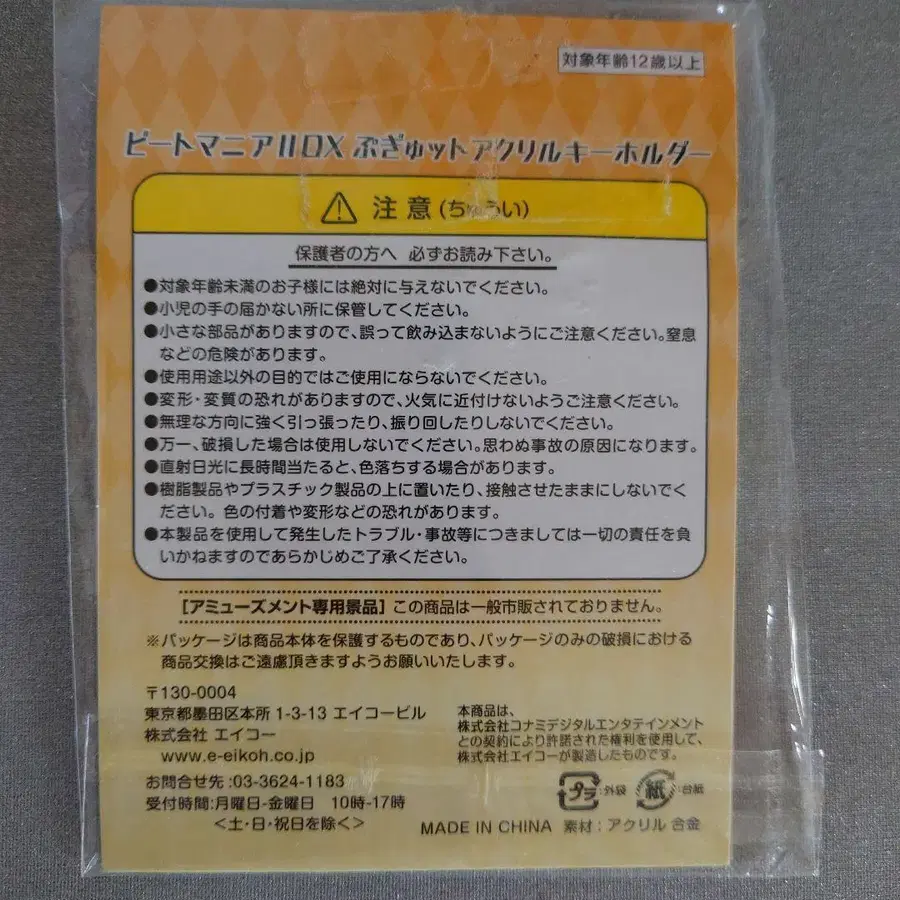 対象年齢12歳以上
ビートマニアIIDX ぷぎゅットアクリルキーホルダー
注意(ちゅうい)
保護者の方へ 必ずお読み下さい。
●対象年齢未満のお子様には絶対に与えないでください。
●小児の手の届かない所に保管してください。
●小さな部品がありますので、誤って飲み込まないようにご注意ください。窒息
などの危険があります。
●使用用途以外の目的ではご使用にならないでください。
●変形・変質の恐れがありますので、火気に近付けないようご注意ください。
●無理な方向に強く引っ張ったり、振り回したりしないでください。
●万一、破損した場合は使用しないでください。思わぬ事故の原因になります。
●直射日光に長時間当たると、色落ちする場合があります。
●樹脂製品やプラスチック製品の上に置いたり、接触させたままにしないでく
ださい。色の付着や変形などの恐れがあります。
●本製品を使用して発生したトラブル・事故等につきましては一切の責任を負
いかねますのであらかじめご了承ください。
[アミューズメント専用景品] この商品は一般市販されておりません。
※パッケージは商品本体を保護するものであり、パッケージのみの破損における
商品交換はご遠慮頂きますようお願いいたします。
〒130-0004
東京都墨田区本所1-3-13 エイコービル
株式会社 エイコー
www.e-eikoh.co.jp
お問合せ先:03-3624-1183
受付時間:月曜日-金曜日 10時-17時
<土・日・祝日を除く>
本商品は、
株式会社コナミデジタルエンタテインメント
との契約により許諾された権利を使用して、
株式会社エイコーが製造したものです。
プラ:外袋 紙:台紙
MADE IN CHINA 素材:アクリル 合金